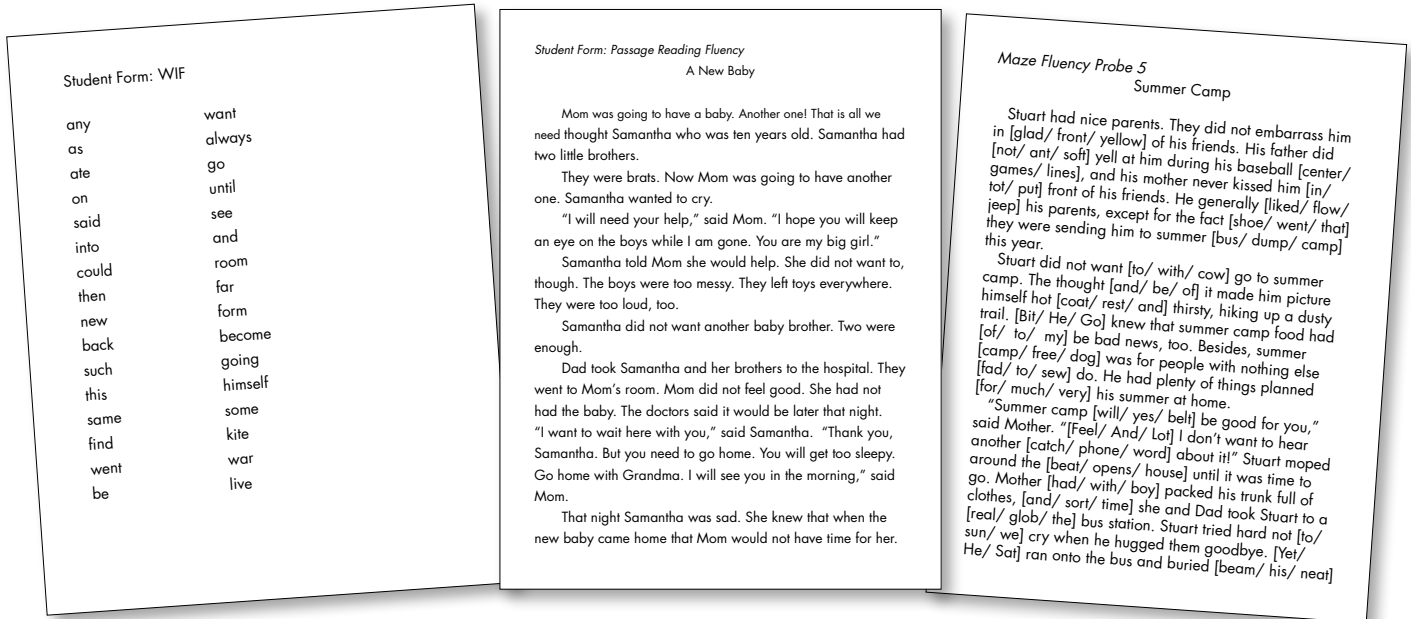 Student Form: WIF
any
as
ate
on
said
into
could
then
new
back
such
this
same
find
went
be
want
always
go
until
see
and
room
far
form
become
going
himself
some
kite
war
live
Student Form: Passage Reading Fluency
A New Baby
Mom was going to have a baby. Another one! That is all we
need thought Samantha who was ten years old. Samantha had
two little brothers.
They were brats. Now Mom was going to have another
one. Samantha wanted to cry.
“I will need your help,” said Mom. “I hope you will keep
an eye on the boys while I am gone. You are my big girl.”
Samantha told Mom she would help. She did not want to,
though. The boys were too messy. They left toys everywhere.
They were too loud, too.
Samantha did not want another baby brother. Two were
enough.
Dad took Samantha and her brothers to the hospital. They
went to Mom’s room. Mom did not feel good. She had not
had the baby. The doctors said it would be later that night.
“I want to wait here with you,” said Samantha. “Thank you,
Samantha. But you need to go home. You will get too sleepy.
Go home with Grandma. I will see you in the morning,” said
Mom.
That night Samantha was sad. She knew that when the
new baby came home that Mom would not have time for her.
Maze Fluency Probe 5
Summer Camp
Stuart had nice parents. They did not embarrass him
in [glad/ front/ yellow] of his friends. His father did
[not/ ant/ soft] yell at him during his baseball [center/
games/ lines], and his mother never kissed him [in/
tot/ put] front of his friends. He generally [liked/ flow/
jeep] his parents, except for the fact [shoe/ went/ that]
they were sending him to summer [bus/ dump/ camp]
this year.
Stuart did not want [to/ with/ cow] go to summer
camp. The thought [and/ be/ of] it made him picture
himself hot [coat/ rest/ and] thirsty, hiking up a dusty
trail. [Bit/ He/ Go] knew that summer camp food had
[of/ to/ my] be bad news, too. Besides, summer
[camp/ free/ dog] was for people with nothing else
[fad/ to/ sew] do. He had plenty of things planned
[for/ much/ very] his summer at home.
“Summer camp [will/ yes/ belt] be good for you,”
said Mother. “[Feel/ And/ Lot] I don’t want to hear
another [catch/ phone/ word] about it!” Stuart moped
around the [beat/ opens/ house] until it was time to
go. Mother [had/ with/ boy] packed his trunk full of
clothes, [and/ sort/ time] she and Dad took Stuart to a
[real/ glob/ the] bus station. Stuart tried hard not [to/
sun/ we] cry when he hugged them goodbye. [Yet/
He/ Sat] ran onto the bus and buried [beam/ his/ neat]